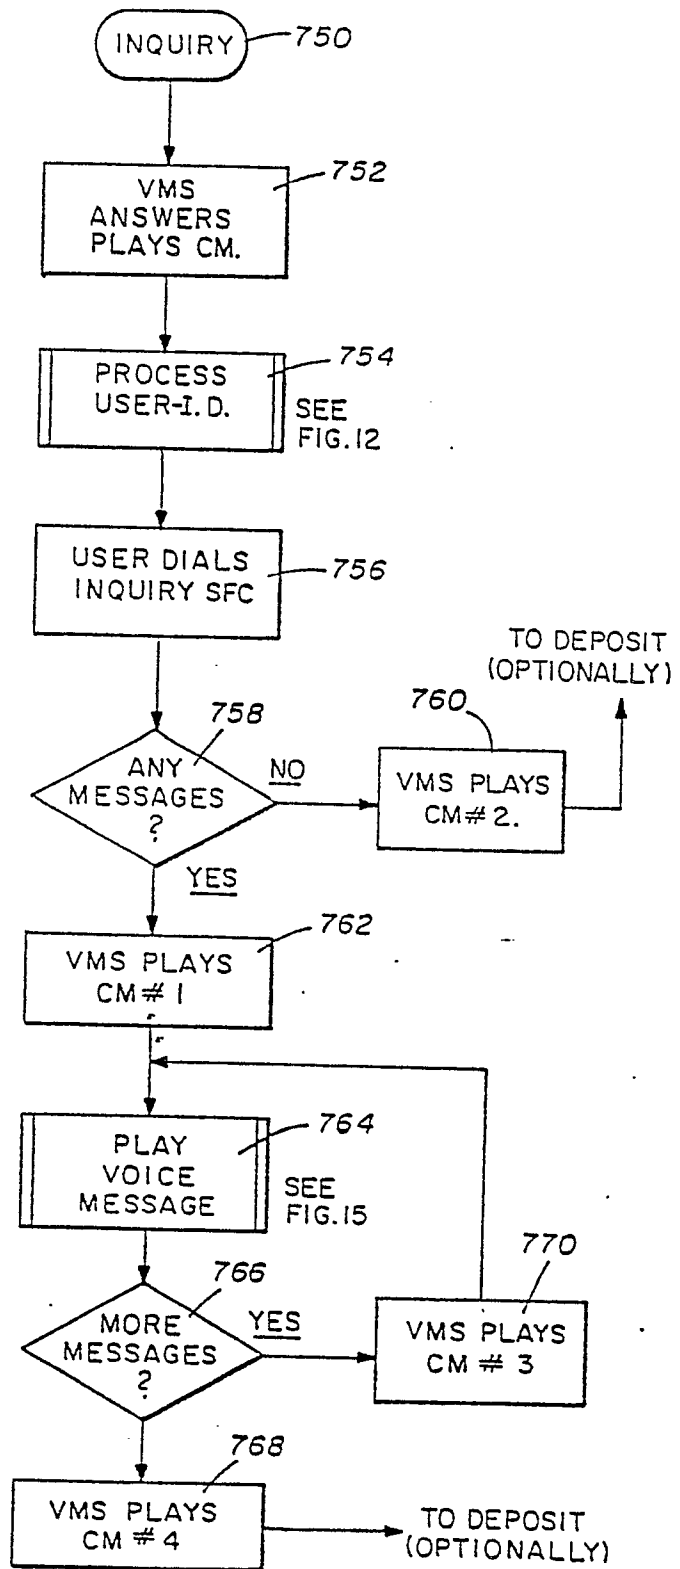 INQUIRY
750
752
VMS
ANSWERS
PLAYS CM.
754
PROCESS
USER-I.D.
SEE
FIG.12
USER DIALS
INQUIRY SFC
756
TO DEPOSIT
(OPTIONALLY)
758
760
ANY
MESSAGES
?
NO
VMS PLAYS
CM# 2.
YES
762
VMS PLAYS
CM# 1
764
PLAY
VOICE
MESSAGE
SEE
FIG.15
766
770
MORE
MESSAGES
?
YES
VMS PLAYS
CM # 3
768
VMS PLAYS
CM #4
TO DEPOSIT
(OPTIONALLY)